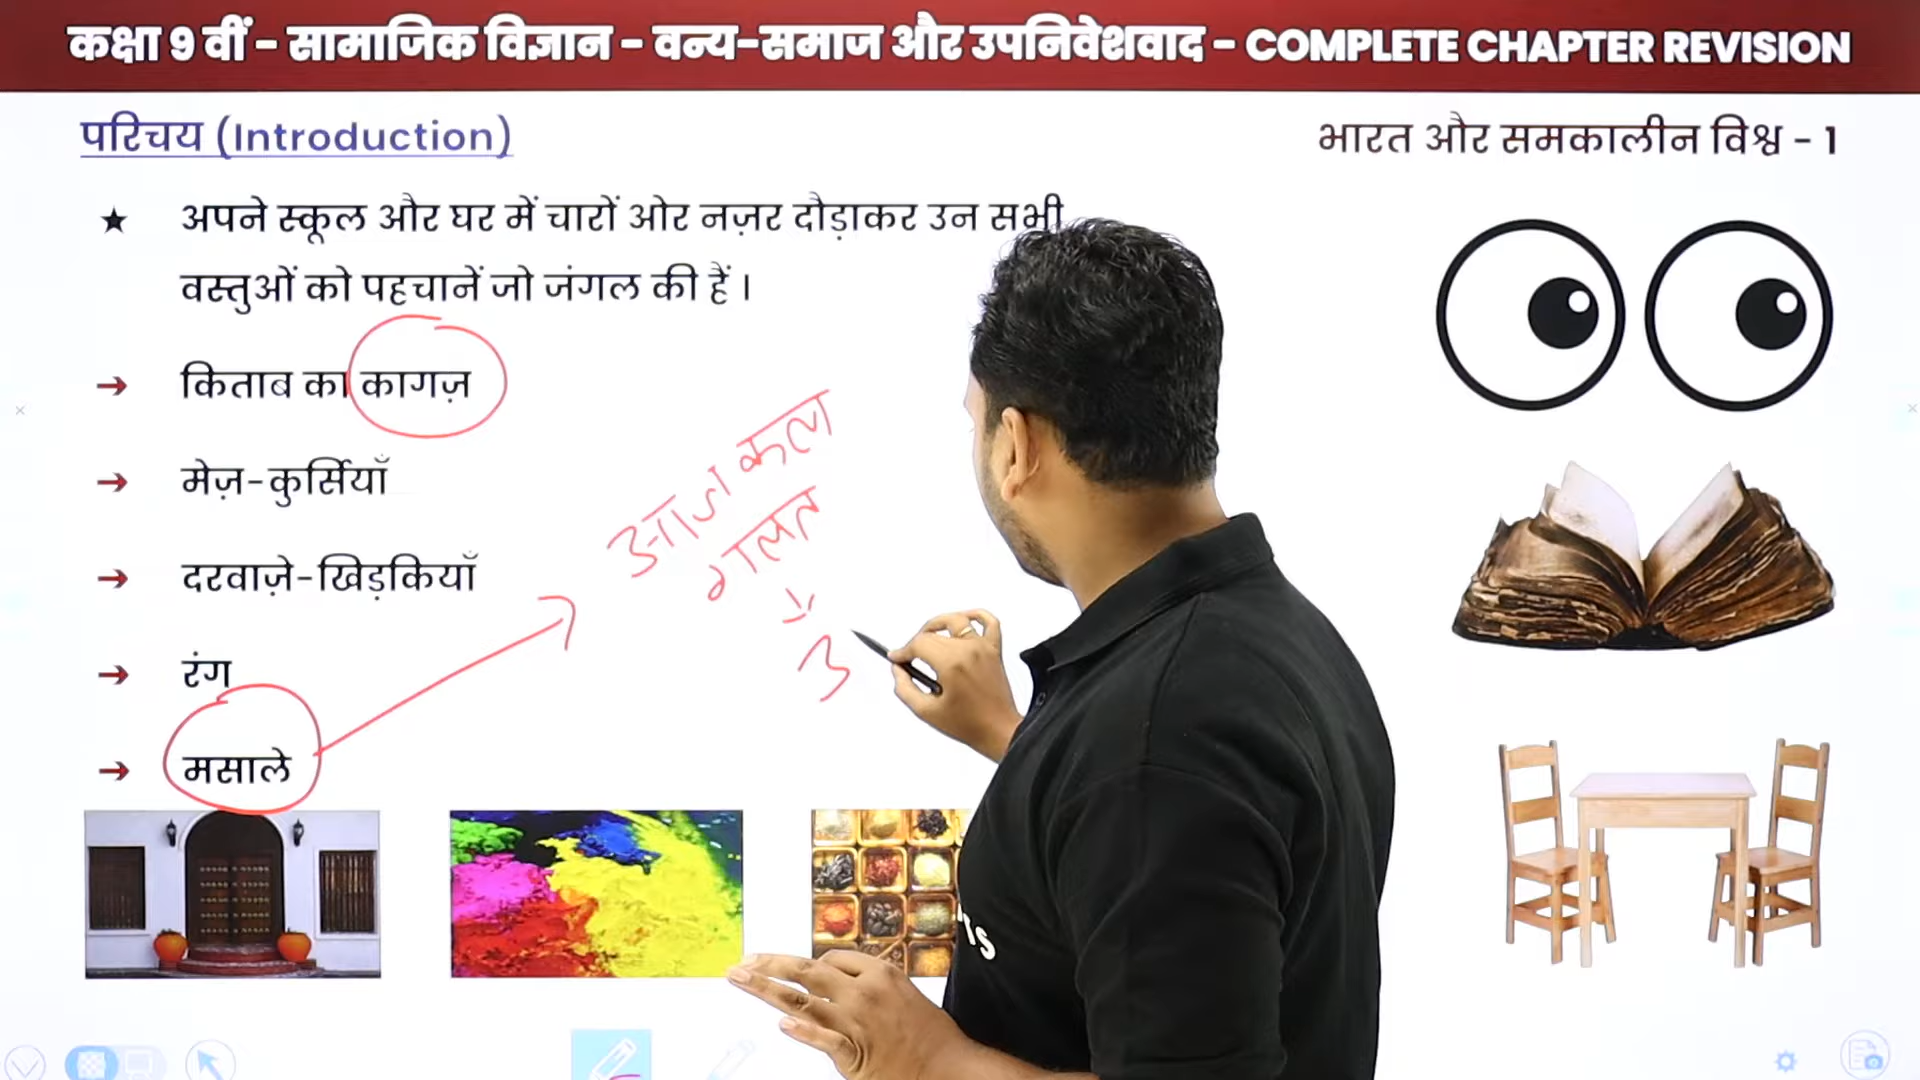 कक्षा 9 वीं - सामाजिक विज्ञान - वन्य-समाज और उपनिवेशवाद - COMPLETE CHAPTER REVISION
परिचय (Introduction)
भारत और समकालीन विश्व - 1
★ अपने स्कूल और घर में चारों ओर नज़र दौड़ाकर उन सभी
वस्तुओं को पहचानें जो जंगल की हैं।
→ किताब का कागज़
→ मेज़-कुर्सियाँ
→ दरवाज़े-खिड़कियाँ
→ रंग
→ मसाले
आज कल
गलत